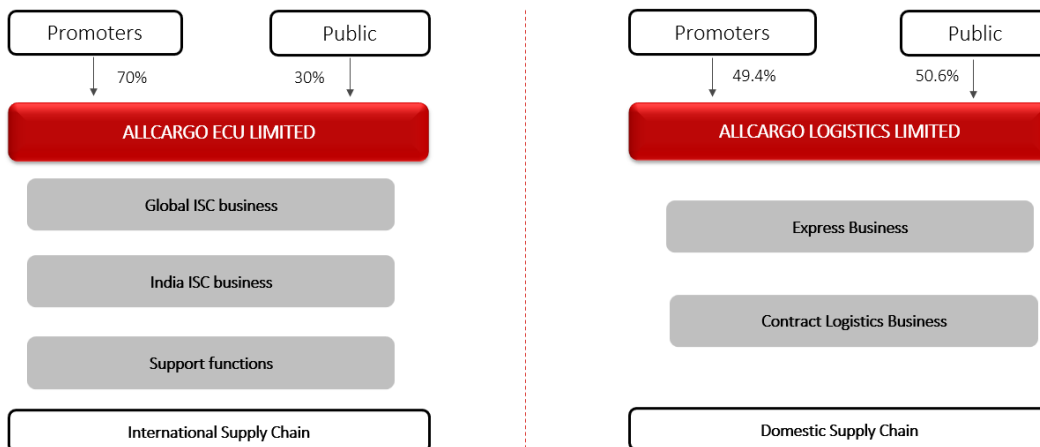 Promoters
Public
70%
30%
ALLCARGO ECU LIMITED
Global ISC business
India ISC business
Support functions
International Supply Chain
Promoters
Public
49.4%
50.6%
ALLCARGO LOGISTICS LIMITED
Express Business
Contract Logistics Business
Domestic Supply Chain